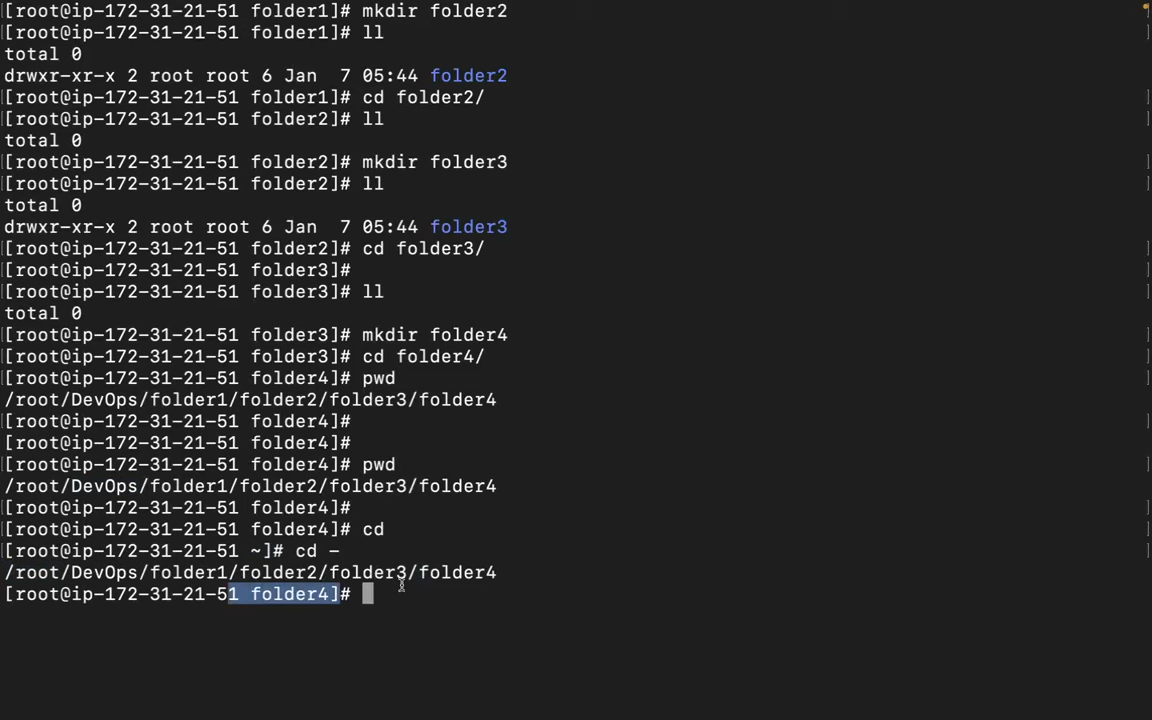 [root@ip-172-31-21-51 folder1]# mkdir folder2
[root@ip-172-31-21-51 folder1]# ll
total 0
drwxr-xr-x 2 root root 6 Jan  7 05:44 folder2
[root@ip-172-31-21-51 folder1]# cd folder2/
[root@ip-172-31-21-51 folder2]# ll
total 0
[root@ip-172-31-21-51 folder2]# mkdir folder3
[root@ip-172-31-21-51 folder2]# ll
total 0
drwxr-xr-x 2 root root 6 Jan  7 05:44 folder3
[root@ip-172-31-21-51 folder2]# cd folder3/
[root@ip-172-31-21-51 folder3]#
[root@ip-172-31-21-51 folder3]# ll
total 0
[root@ip-172-31-21-51 folder3]# mkdir folder4
[root@ip-172-31-21-51 folder3]# cd folder4/
[root@ip-172-31-21-51 folder4]# pwd
/root/DevOps/folder1/folder2/folder3/folder4
[root@ip-172-31-21-51 folder4]#
[root@ip-172-31-21-51 folder4]#
[root@ip-172-31-21-51 folder4]# pwd
/root/DevOps/folder1/folder2/folder3/folder4
[root@ip-172-31-21-51 folder4]#
[root@ip-172-31-21-51 folder4]# cd
[root@ip-172-31-21-51 ~]# cd -
/root/DevOps/folder1/folder2/folder3/folder4
[root@ip-172-31-21-51 folder4]#